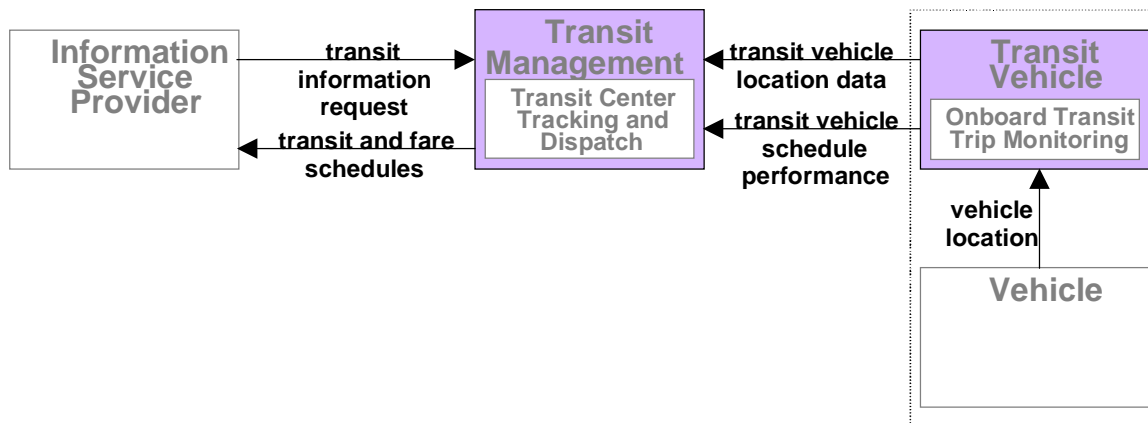 Information
Service
Provider
transit
information
request
transit and fare
schedules
Transit
Management
Transit Center
Tracking and
Dispatch
transit vehicle
location data
transit vehicle
schedule
performance
Transit
Vehicle
Onboard Transit
Trip Monitoring
vehicle
location
Vehicle